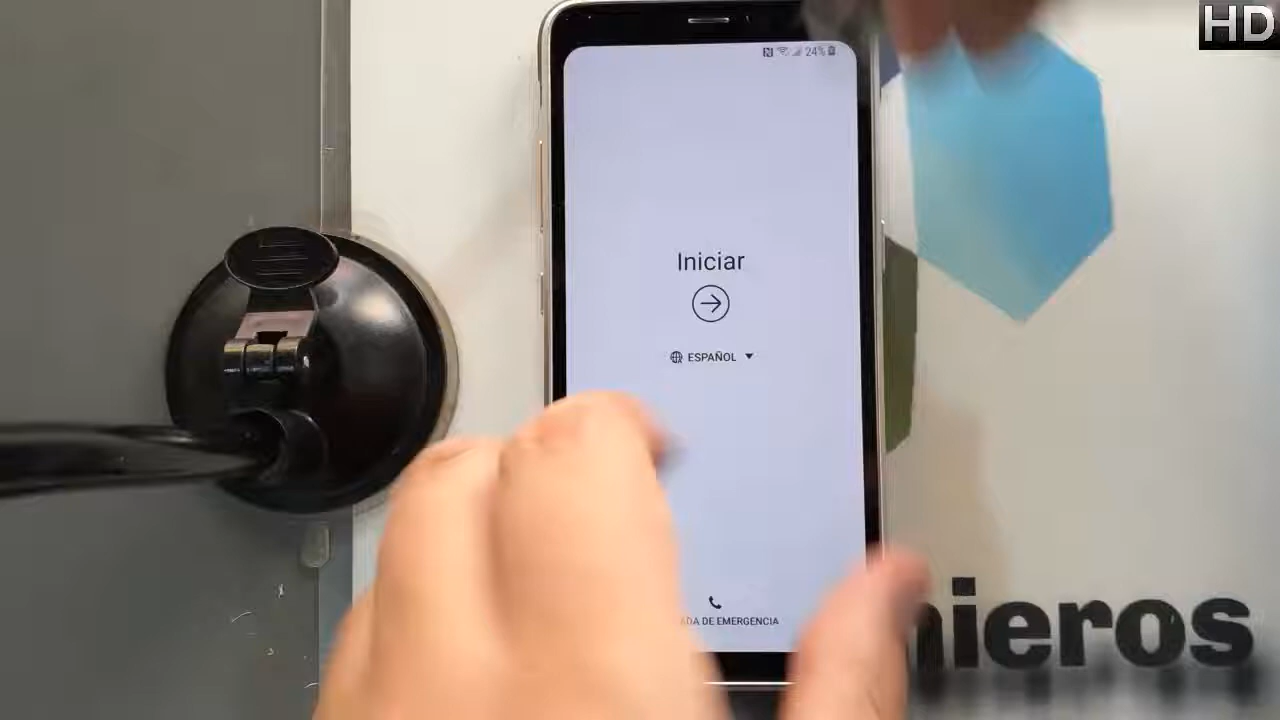 HD
24%
Iniciar
ESPAÑOL
ADA DE EMERGENCIA
nieros